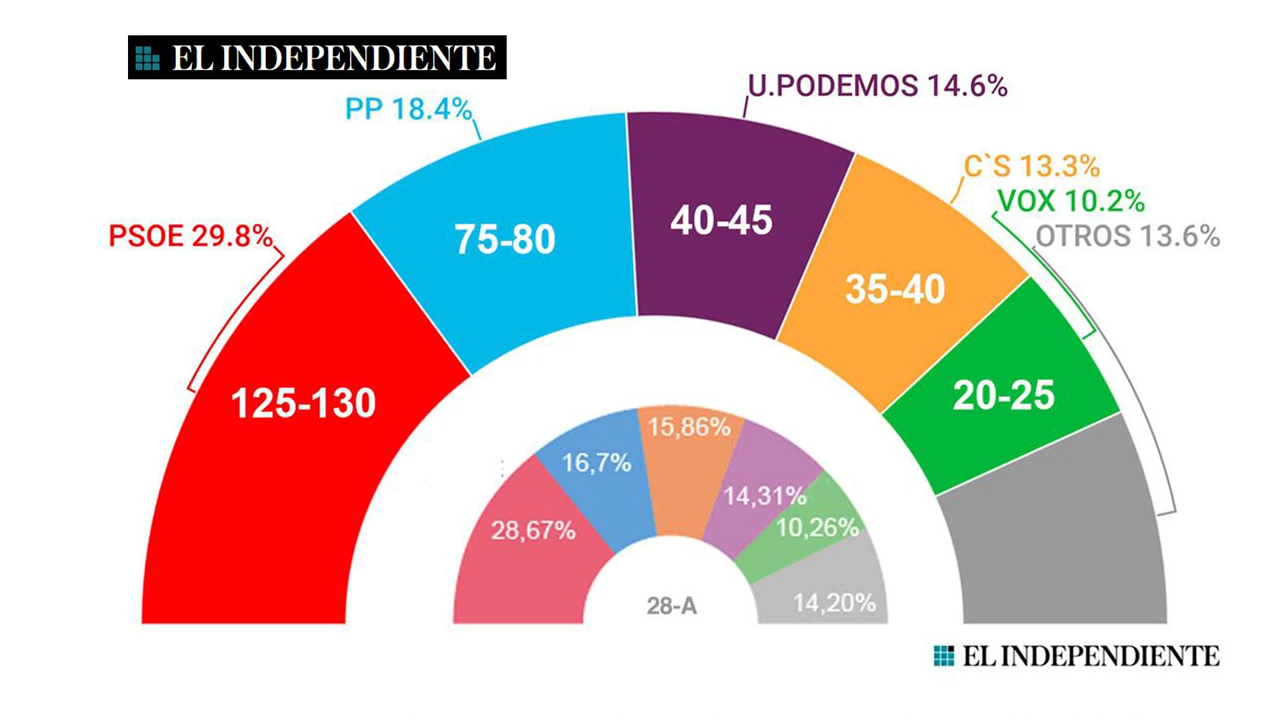 EL INDEPENDIENTE
U.PODEMOS 14.6%
PP 18.4%
C`S 13.3%
VOX 10.2%
PSOE 29.8%
OTROS 13.6%
40-45
75-80
35-40
125-130
20-25
15,86%
16,7%
14,31%
28,67%
10,26%
28-A
14,20%
EL INDEPENDIENTE